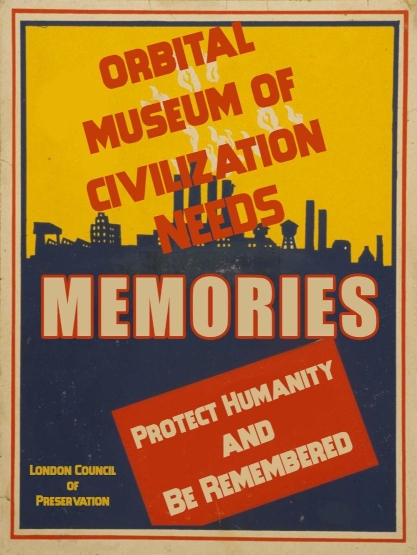 ORBITAL
MUSEUM OF
CIVILIZATION
NEEDS
MEMORIES
PROTECT HUMANITY
AND
BE REMEMBERED
LONDON COUNCIL
OF
PRESERVATION